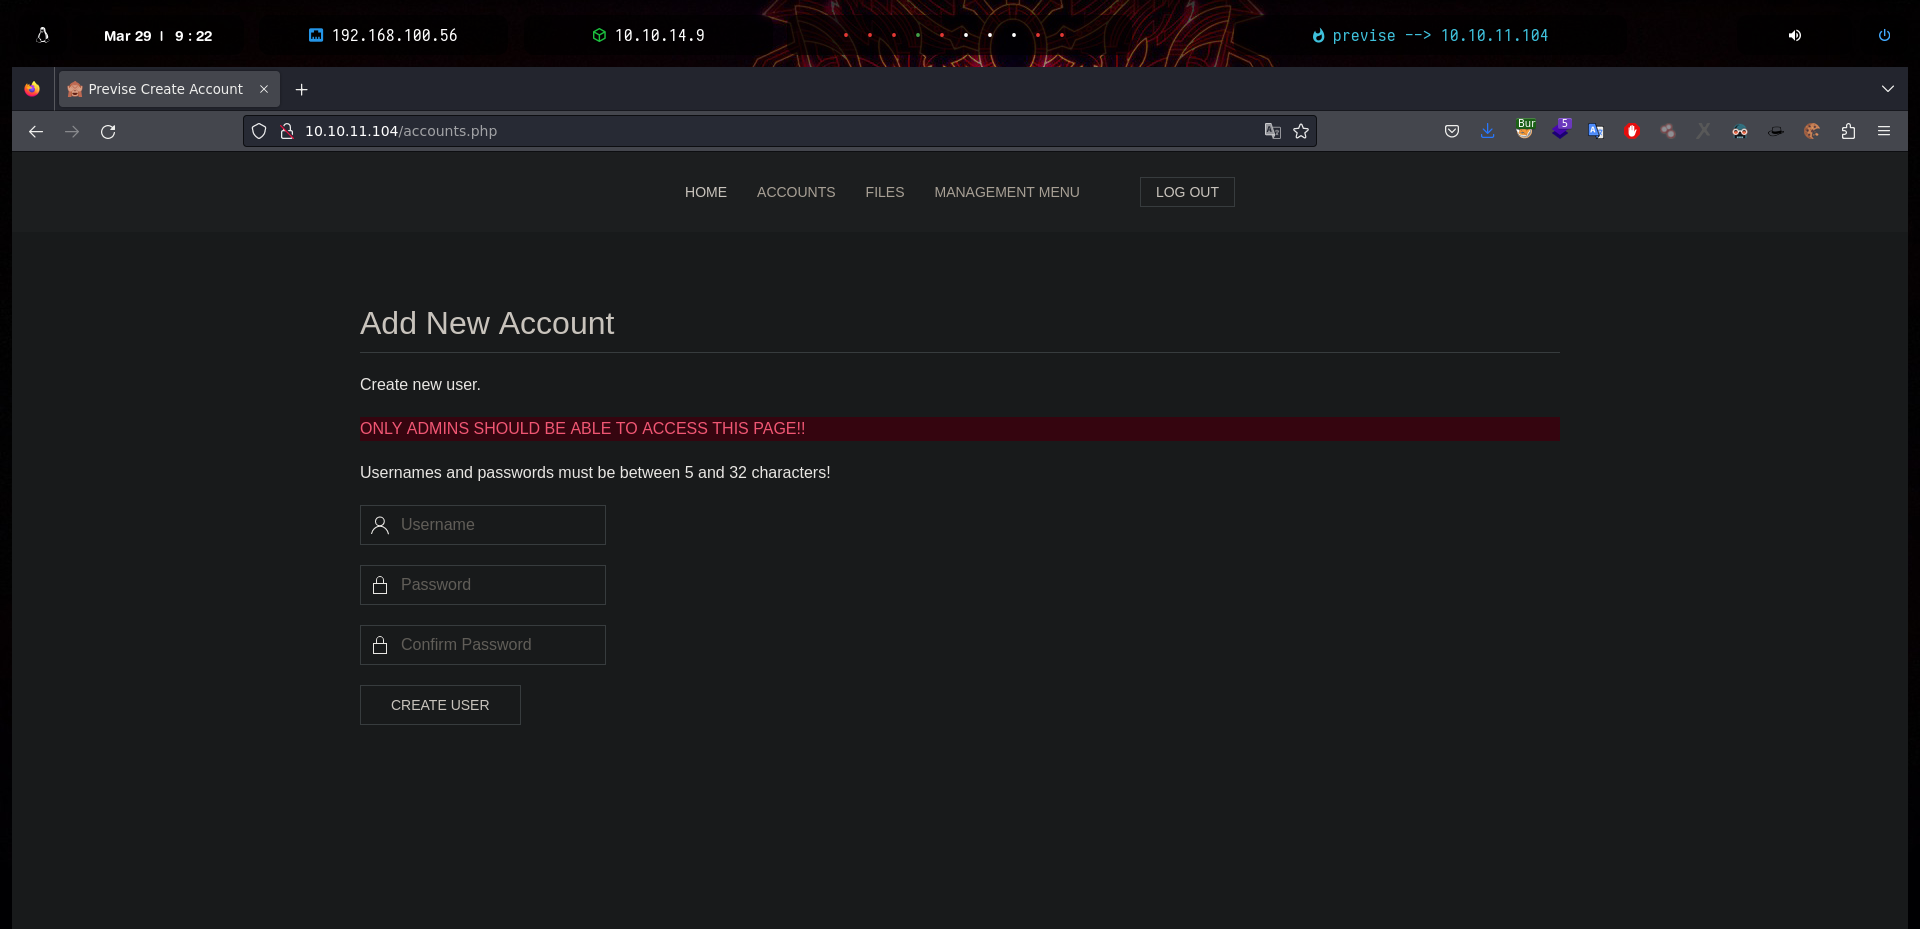 Mar 29 | 9 : 22 192.168.100.56 10.10.14.9 previse --> 10.10.11.104
Previse Create Account
10.10.11.104/accounts.php Bur 5
HOME ACCOUNTS FILES MANAGEMENT MENU LOG OUT
Add New Account
Create new user.
ONLY ADMINS SHOULD BE ABLE TO ACCESS THIS PAGE!!
Usernames and passwords must be between 5 and 32 characters!
Username
Password
Confirm Password
CREATE USER